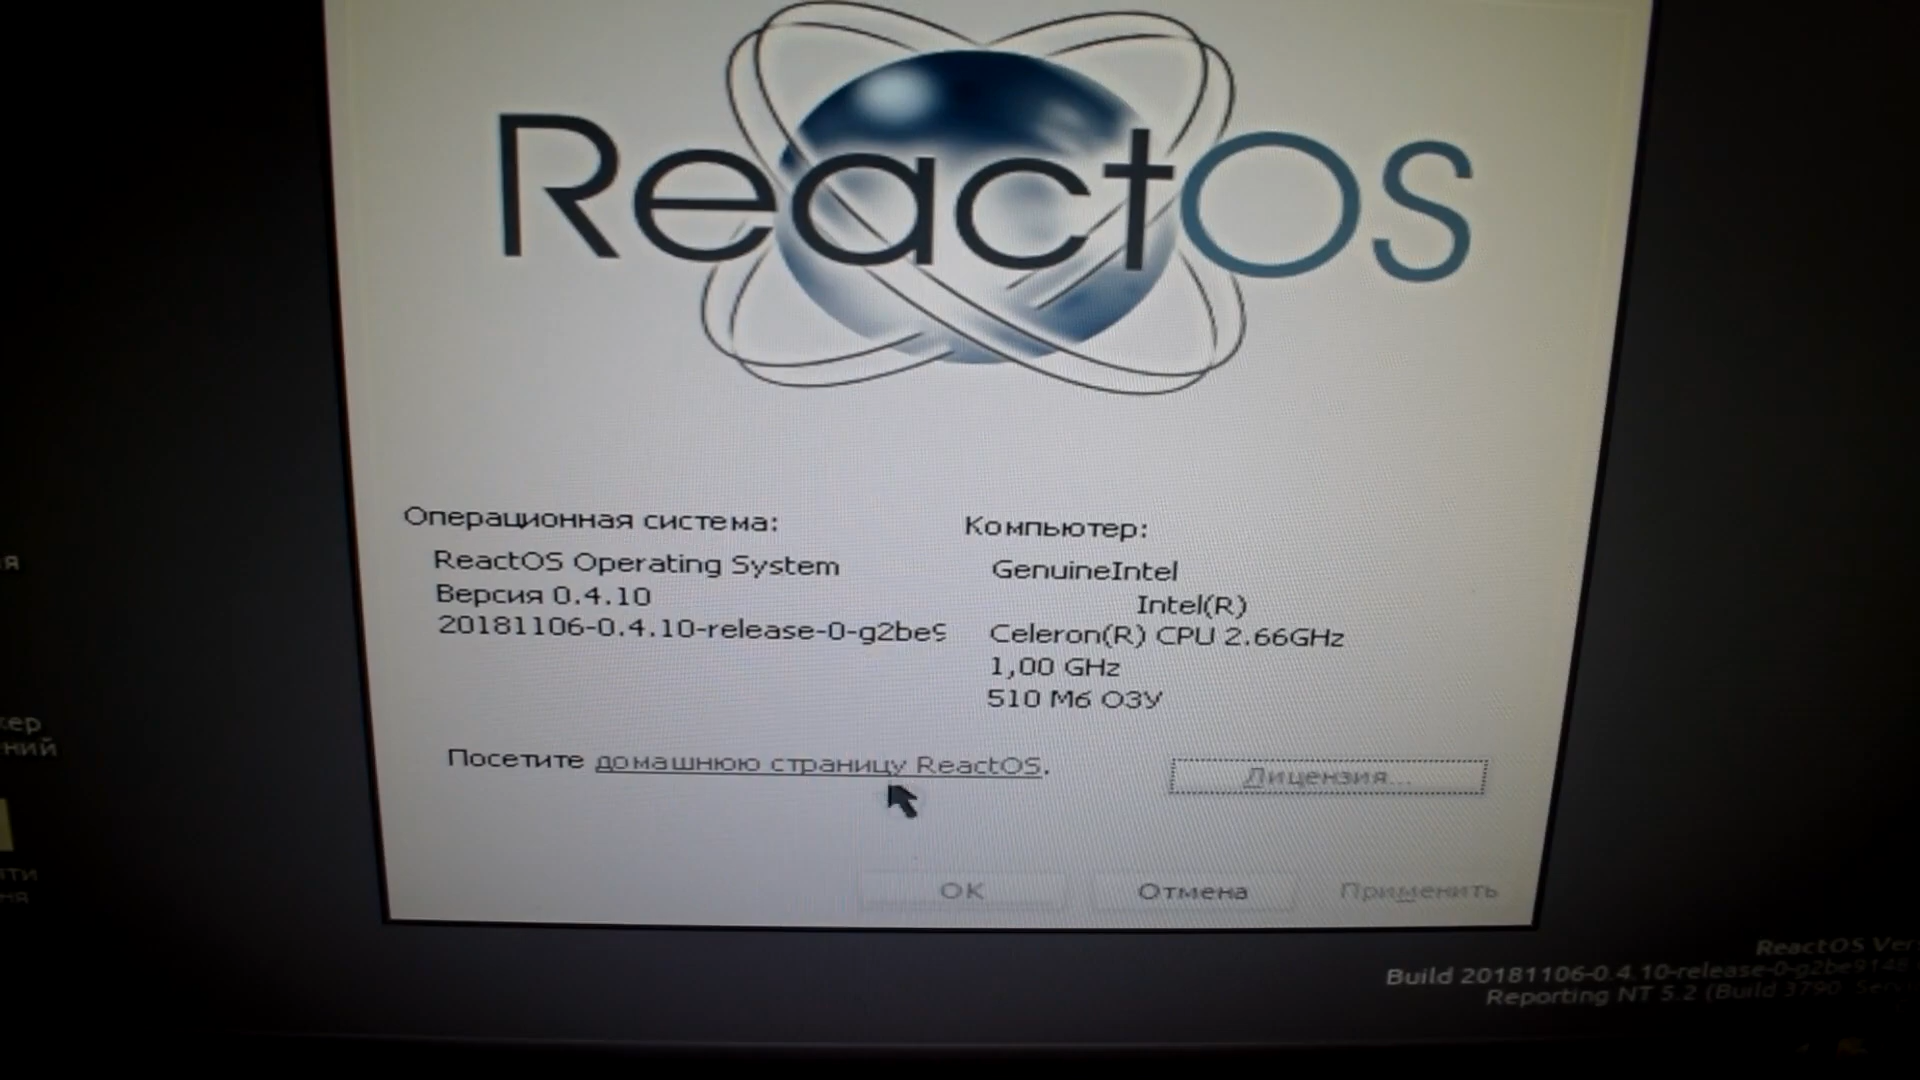 ReactOS
Операционная система:
ReactOS Operating System
Версия 0.4.10
20181106-0.4.10-release-0-g2be9
Компьютер:
GenuineIntel
Intel(R)
Celeron(R) CPU 2.66GHz
1,00 GHz
510 Мб ОЗУ
Посетите домашнюю страницу ReactOS.
Лицензия...
OK
Отмена
Применить
ReactOS Ver
Build 20181106-0.4.10-release-0-g2be9148
Reporting NT 5.2 (Build 3790